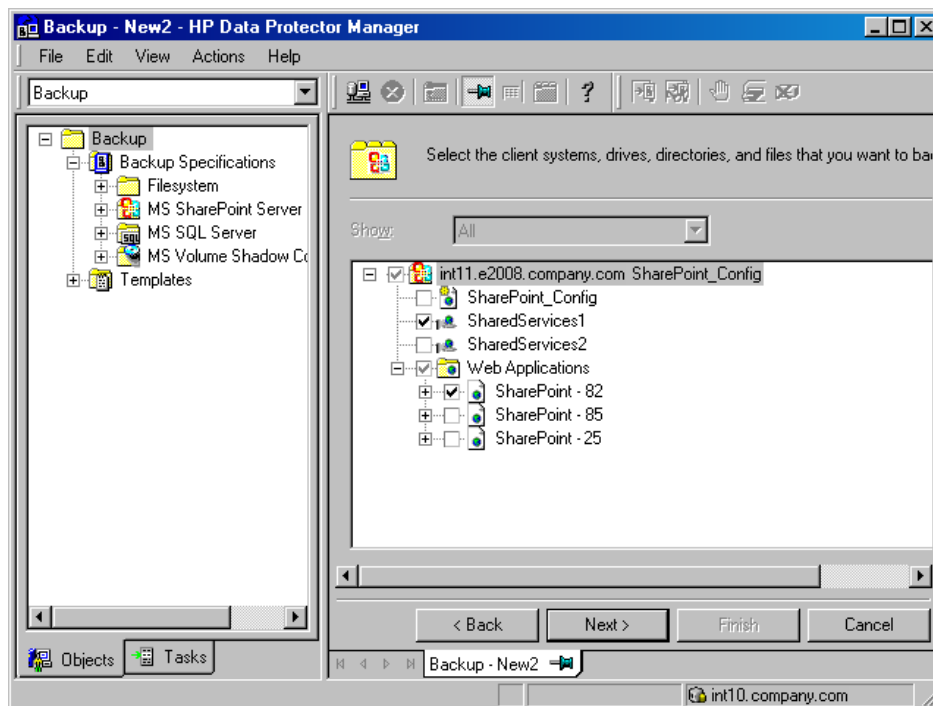 Backup - New2 - HP Data Protector Manager
File Edit View Actions Help
Backup
Backup
Backup Specifications
Filesystem
MS SharePoint Server
MS SQL Server
MS Volume Shadow Co
Templates
Objects
Tasks
Select the client systems, drives, directories, and files that you want to ba
Show:
All
int11.e2008.company.com SharePoint_Config
SharePoint_Config
SharedServices1
SharedServices2
Web Applications
SharePoint - 82
SharePoint - 85
SharePoint - 25
< Back Next > Finish Cancel
Backup - New2
int10.company.com